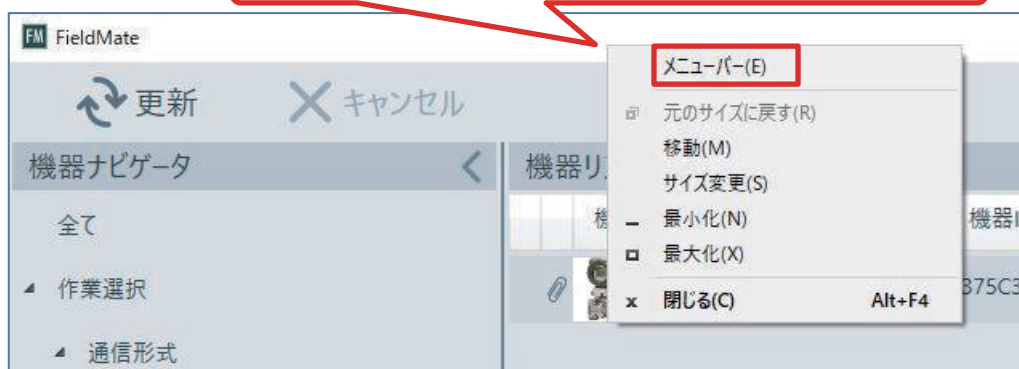 FM FieldMate
更新
キャンセル
メニューバー(E)
元のサイズに戻す(R)
移動(M)
サイズ変更(S)
最小化(N)
最大化(X)
閉じる(C) Alt+F4
機器ナビゲータ
機器リ
全て
機器
作業選択
375C3
通信形式